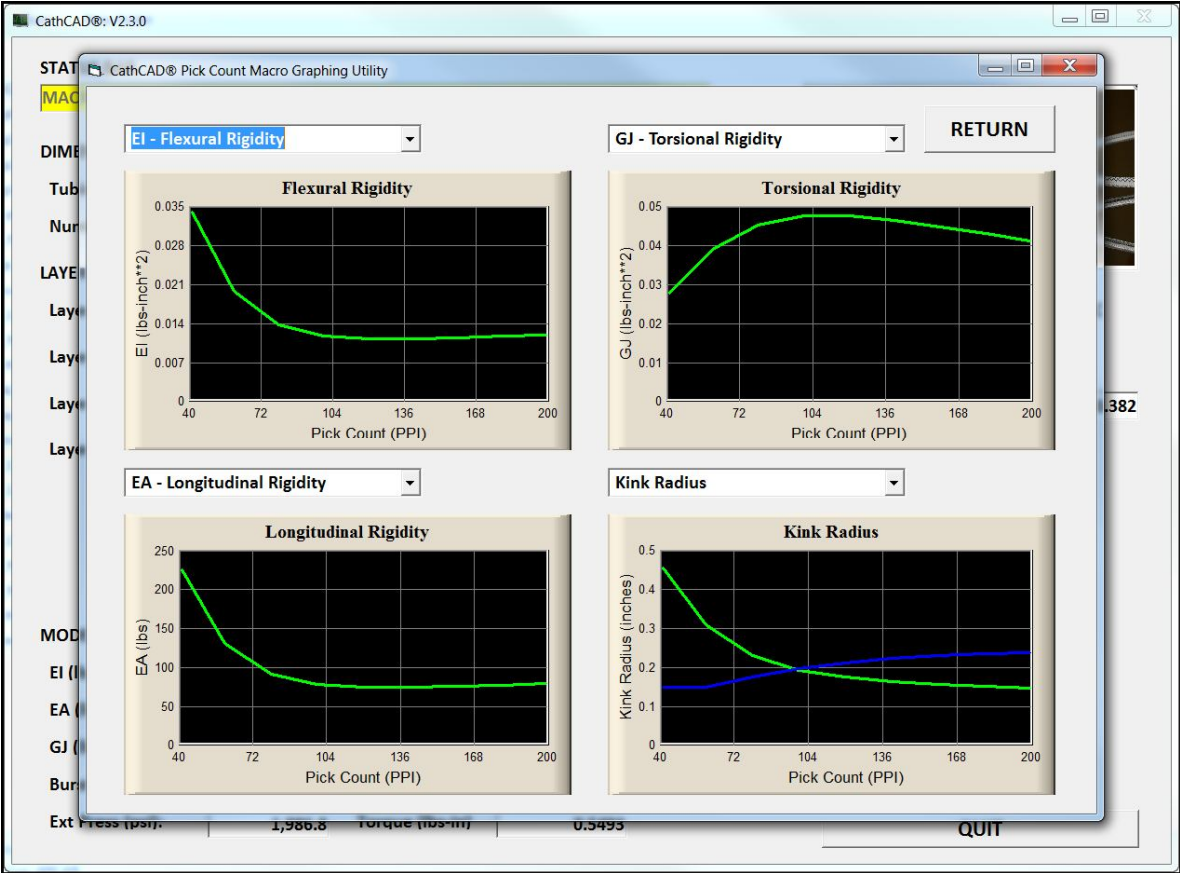 CathCAD®: V2.3.0
CathCAD® Pick Count Macro Graphing Utility
EI - Flexural Rigidity
GJ - Torsional Rigidity
RETURN
Flexural Rigidity
0.035
0.028
0.021
0.014
0.007
0
EI (lbs-inch**2)
40 72 104 136 168 200
Pick Count (PPI)
Torsional Rigidity
0.05
0.04
0.03
0.02
0.01
0
GJ (lbs-inch**2)
40 72 104 136 168 200
Pick Count (PPI)
EA - Longitudinal Rigidity
Kink Radius
Longitudinal Rigidity
250
200
150
100
50
0
EA (lbs)
40 72 104 136 168 200
Pick Count (PPI)
Kink Radius
0.5
0.4
0.3
0.2
0.1
0
Kink Radius (inches)
40 72 104 136 168 200
Pick Count (PPI)
STAT
MAC
DIME
Tub
Nur
LAYE
Laye
Laye
Laye
.382
Laye
MOD
EI (l
EA (
GJ (
Bur
Ext Press (psi): 1,986.8 Torque (lbs-in) 0.5493
QUIT